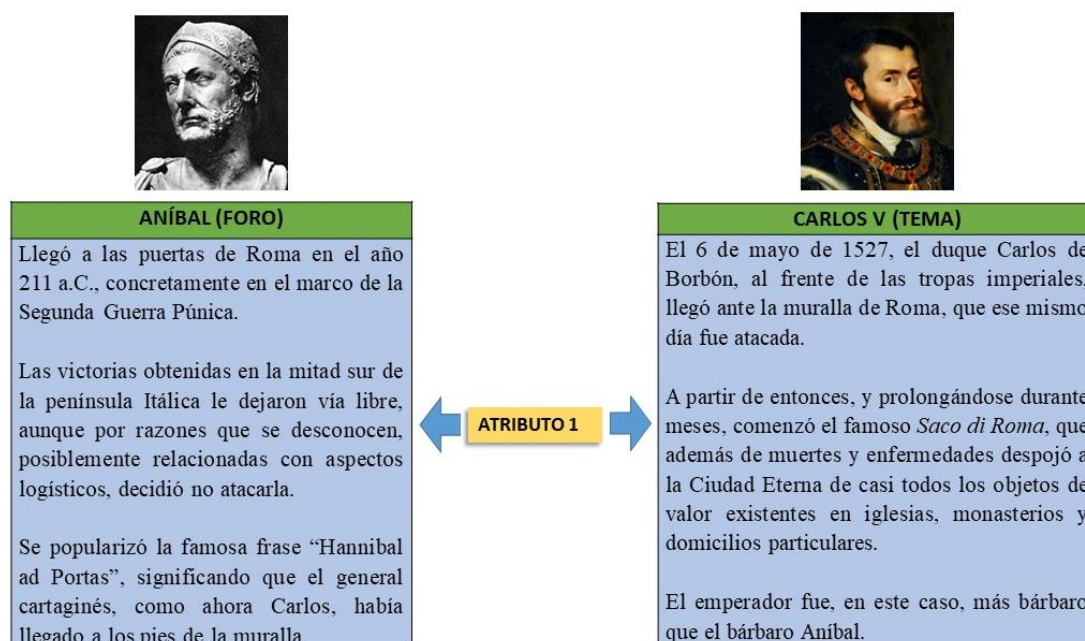 ANÍBAL (FORO)
Llegó a las puertas de Roma en el año
211 a.C., concretamente en el marco de la
Segunda Guerra Púnica.
Las victorias obtenidas en la mitad sur de
la península Itálica le dejaron vía libre,
aunque por razones que se desconocen,
posiblemente relacionadas con aspectos
logísticos, decidió no atacarla.
Se popularizó la famosa frase “Hannibal
ad Portas”, significando que el general
cartaginés, como ahora Carlos, había
llegado a los pies de la muralla
ATRIBUTO 1
CARLOS V (TEMA)
El 6 de mayo de 1527, el duque Carlos de
Borbón, al frente de las tropas imperiales,
llegó ante la muralla de Roma, que ese mismo
día fue atacada.
A partir de entonces, y prolongándose durante
meses, comenzó el famoso Saco di Roma, que
además de muertes y enfermedades despojó a
la Ciudad Eterna de casi todos los objetos de
valor existentes en iglesias, monasterios y
domicilios particulares.
El emperador fue, en este caso, más bárbaro
que el bárbaro Aníbal.